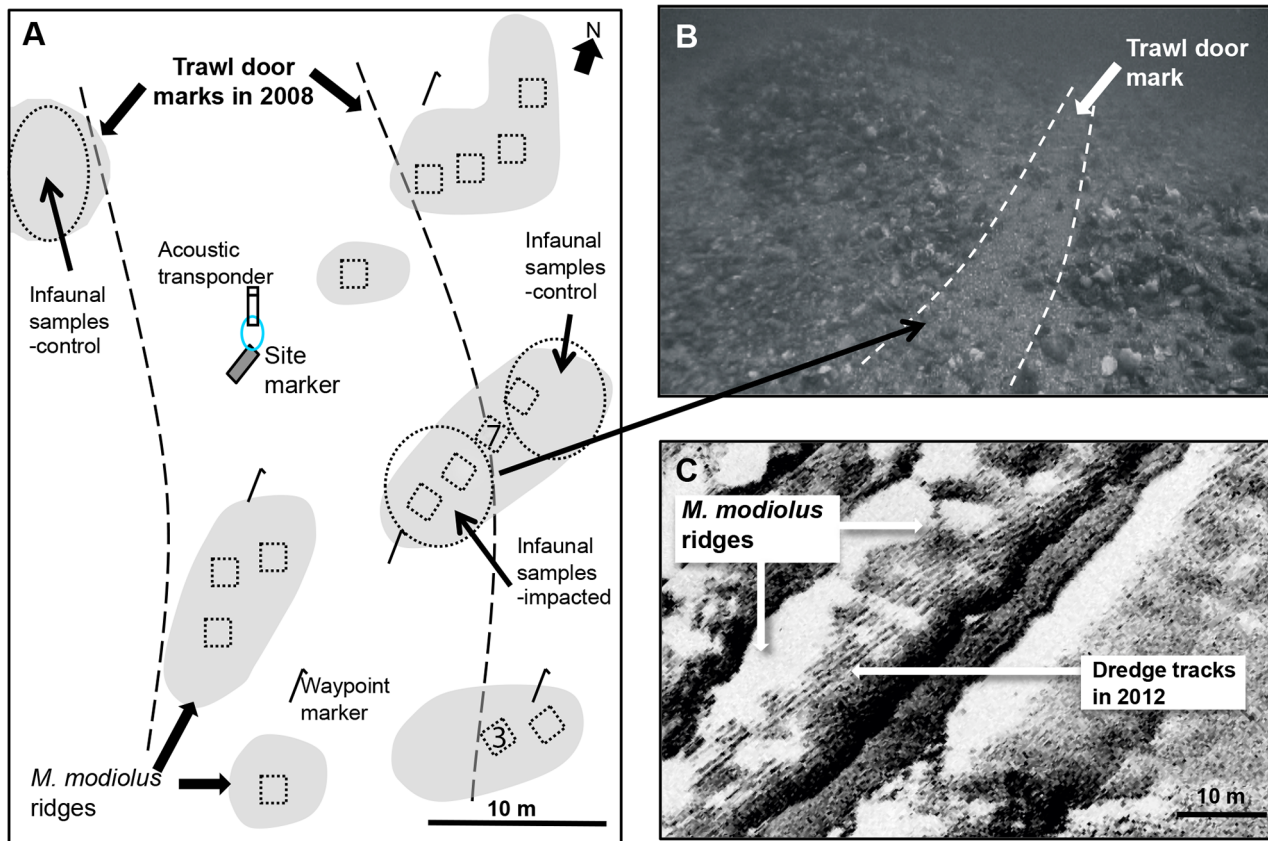 A
N
Trawl door
marks in 2008
Infaunal
samples
-control
Acoustic
transponder
Site
marker
Infaunal
samples
-control
7
Infaunal
samples
-impacted
Waypoint
marker
3
M. modiolus
ridges
10 m
B
Trawl door
mark
C
M. modiolus
ridges
Dredge tracks
in 2012
10 m